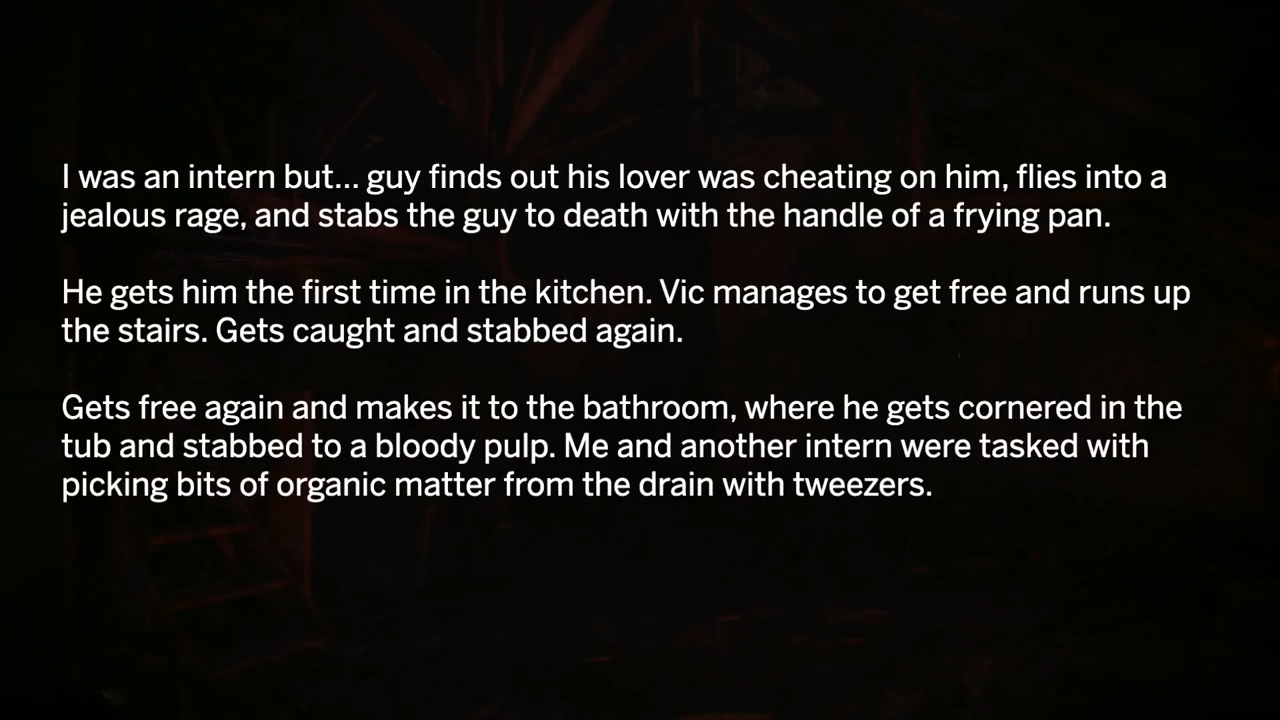 I was an intern but... guy finds out his lover was cheating on him, flies into a
jealous rage, and stabs the guy to death with the handle of a frying pan.
He gets him the first time in the kitchen. Vic manages to get free and runs up
the stairs. Gets caught and stabbed again.
Gets free again and makes it to the bathroom, where he gets cornered in the
tub and stabbed to a bloody pulp. Me and another intern were tasked with
picking bits of organic matter from the drain with tweezers.